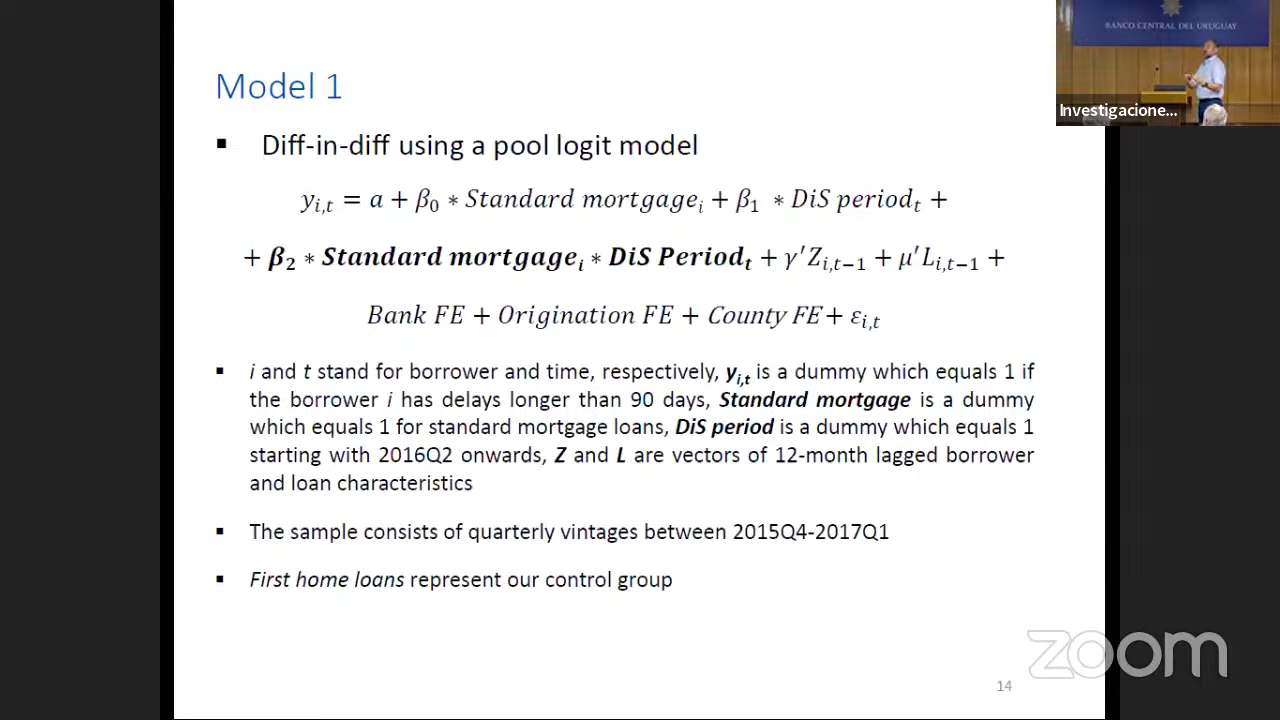 BANCO CENTRAL DEL URUGUAY
Investigacione...
Model 1
▪ Diff-in-diff using a pool logit model
y_{i,t} = a + β_0 * Standard mortgage_i + β_1 * DiS period_t +
+ β_2 * Standard mortgage_i * DiS Period_t + γ'Z_{i,t−1} + μ'L_{i,t−1} +
Bank FE + Origination FE + County FE + ε_{i,t}
▪ i and t stand for borrower and time, respectively, y_{i,t} is a dummy which equals 1 if
the borrower i has delays longer than 90 days, Standard mortgage is a dummy
which equals 1 for standard mortgage loans, DiS period is a dummy which equals 1
starting with 2016Q2 onwards, Z and L are vectors of 12-month lagged borrower
and loan characteristics
▪ The sample consists of quarterly vintages between 2015Q4-2017Q1
▪ First home loans represent our control group
zoom
14